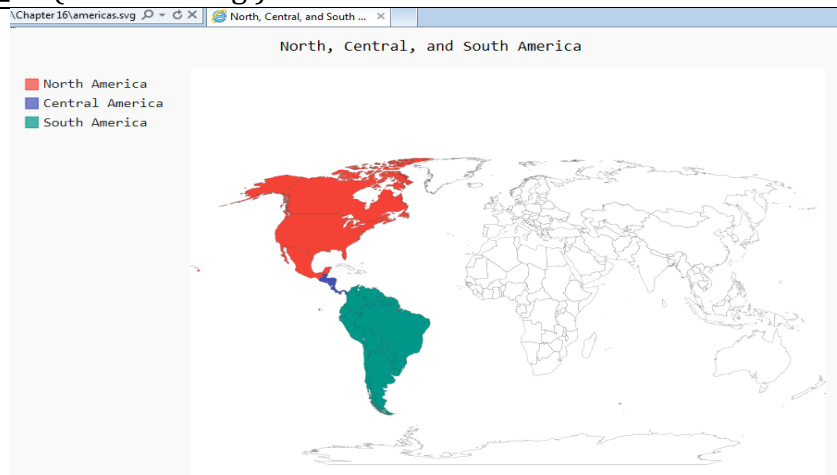 \Chapter 16\americas.svg
North, Central, and South ...
North, Central, and South America
North America
Central America
South America